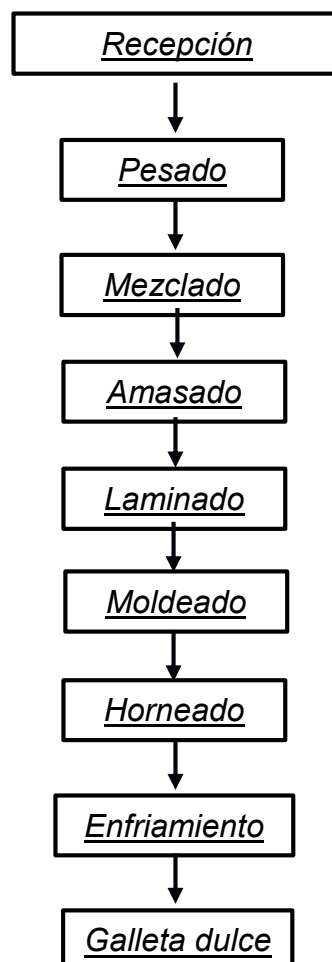 Recepción
Pesado
Mezclado
Amasado
Laminado
Moldeado
Horneado
Enfriamiento
Galleta dulce